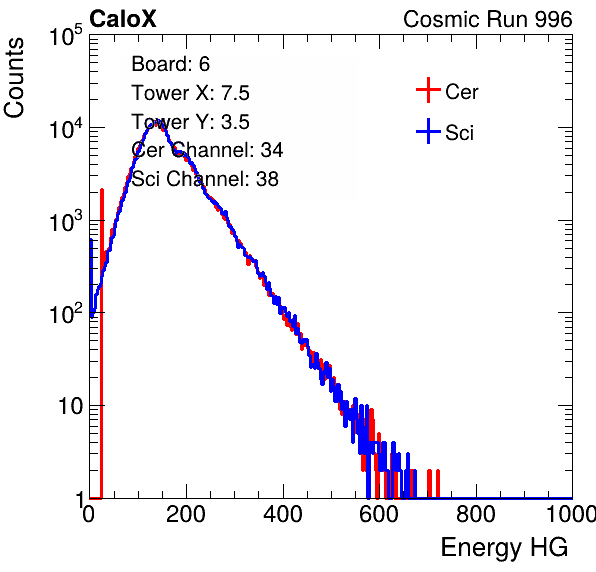 CaloX
Cosmic Run 996
Counts
Board: 6
Tower X: 7.5
Tower Y: 3.5
Cer Channel: 34
Sci Channel: 38
Cer
Sci
10^5
10^4
10^3
10^2
10
1
0 200 400 600 800 1000
Energy HG